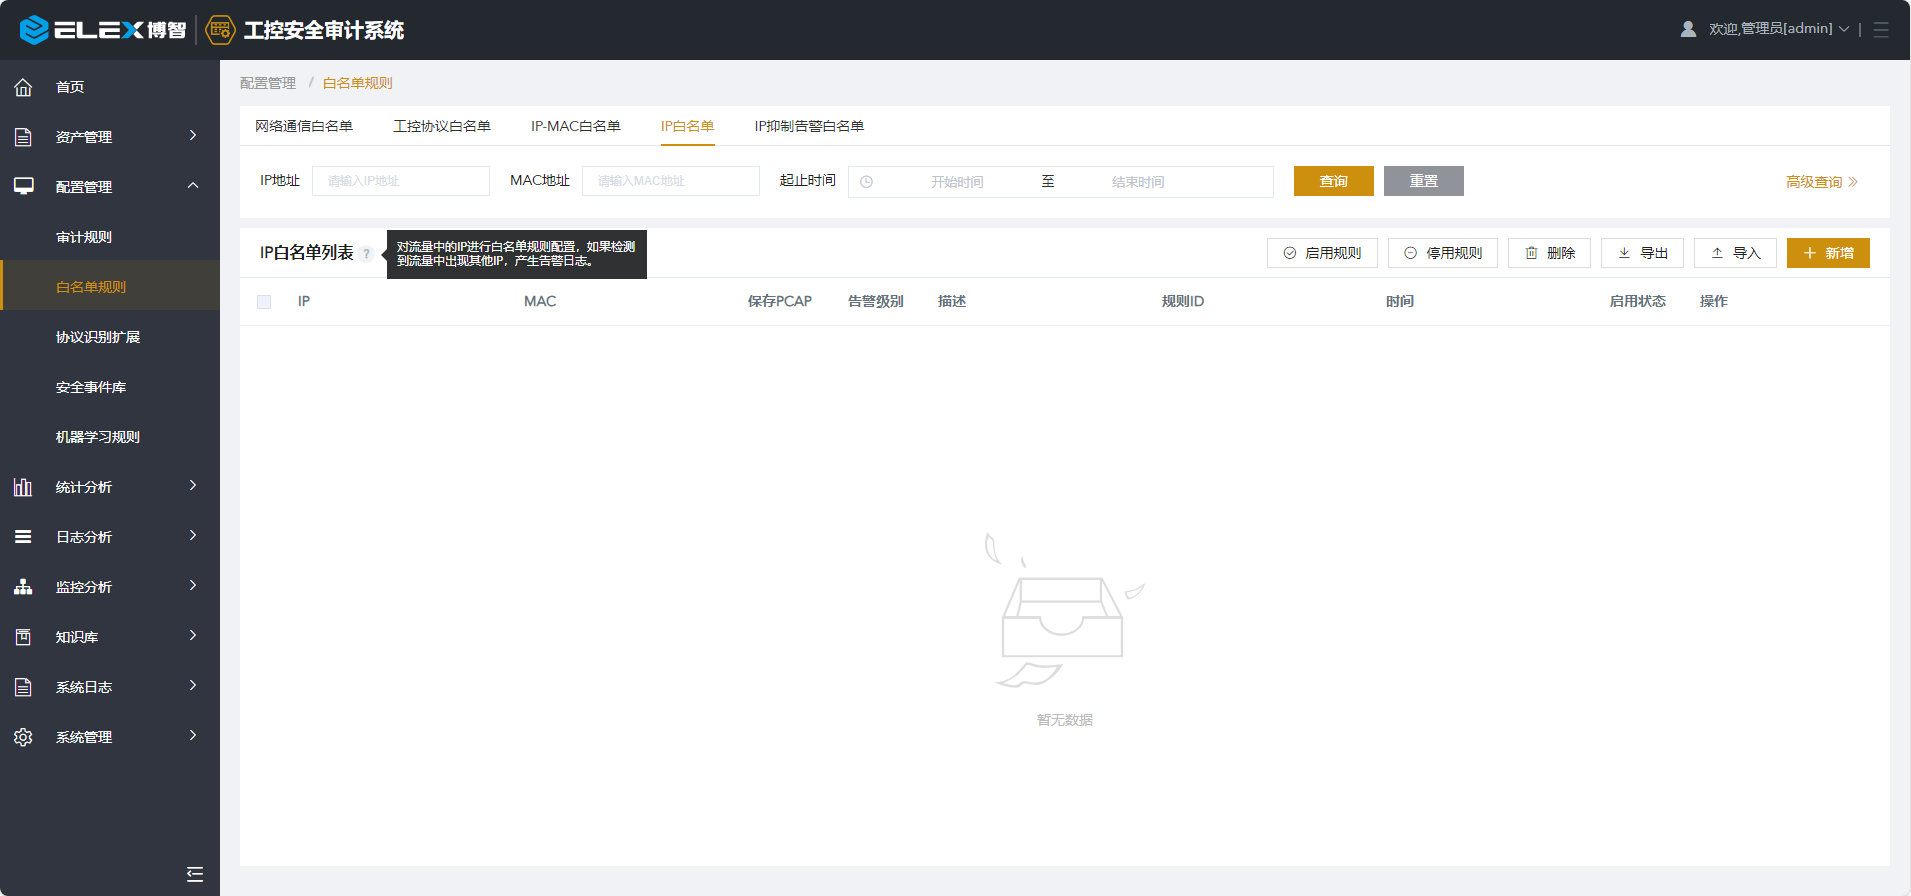 ELEX博智 工控安全审计系统 欢迎,管理员[admin]
首页
资产管理
配置管理
审计规则
白名单规则
协议识别扩展
安全事件库
机器学习规则
统计分析
日志分析
监控分析
知识库
系统日志
系统管理
配置管理 / 白名单规则
网络通信白名单 工控协议白名单 IP-MAC白名单 IP白名单 IP抑制告警白名单
IP地址 请输入IP地址 MAC地址 请输入MAC地址 起止时间 开始时间 至 结束时间 查询 重置 高级查询
IP白名单列表 ?
对流量中的IP进行白名单规则配置，如果检测
到流量中出现其他IP，产生告警日志。
启用规则 停用规则 删除 导出 导入 新增
IP MAC 保存PCAP 告警级别 描述 规则ID 时间 启用状态 操作
暂无数据